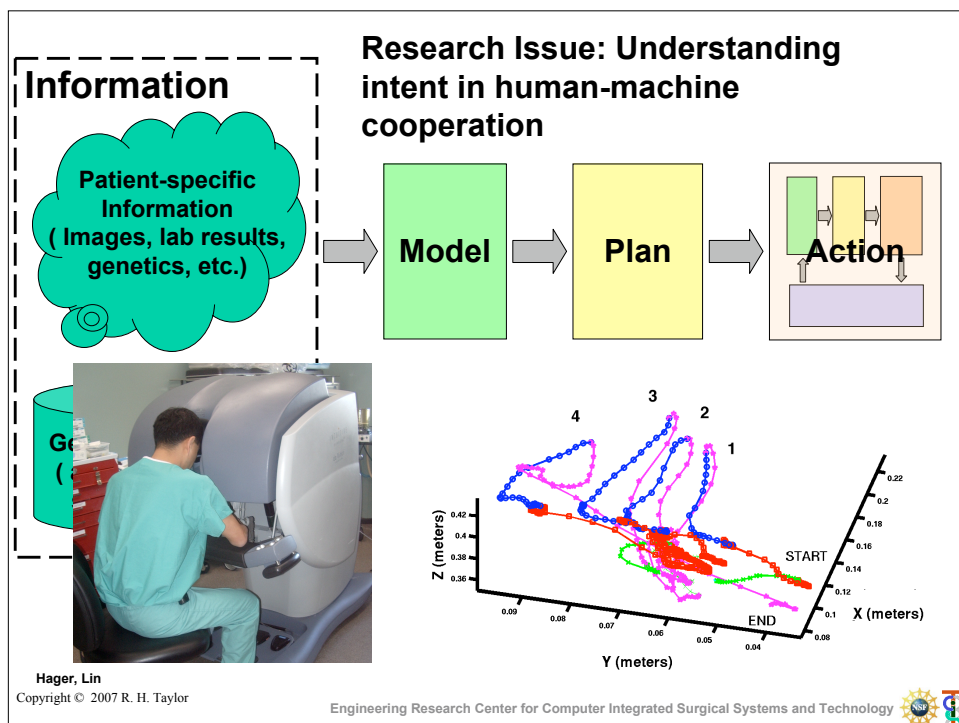 Research Issue: Understanding
intent in human-machine
cooperation
Information
Patient-specific
Information
( Images, lab results,
genetics, etc.)
Model
Plan
Action
Ge
(
4
3
2
1
Z (meters)
0.42
0.4
0.38
0.36
0.09
0.08
0.07
0.06
0.05
0.04
Y (meters)
0.22
0.2
0.18
0.16
0.14
0.12
0.1
0.08
X (meters)
START
END
Hager, Lin
Copyright © 2007 R. H. Taylor
Engineering Research Center for Computer Integrated Surgical Systems and Technology
NSF